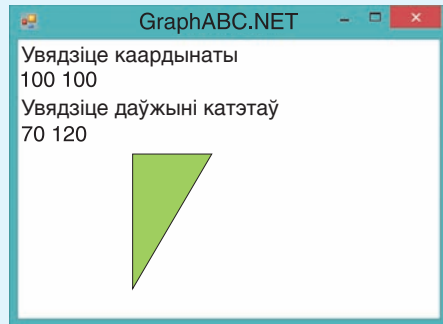 GraphABC.NET
Увядзіце каардынаты
100 100
Увядзіце даўжыні катэтаў
70 120